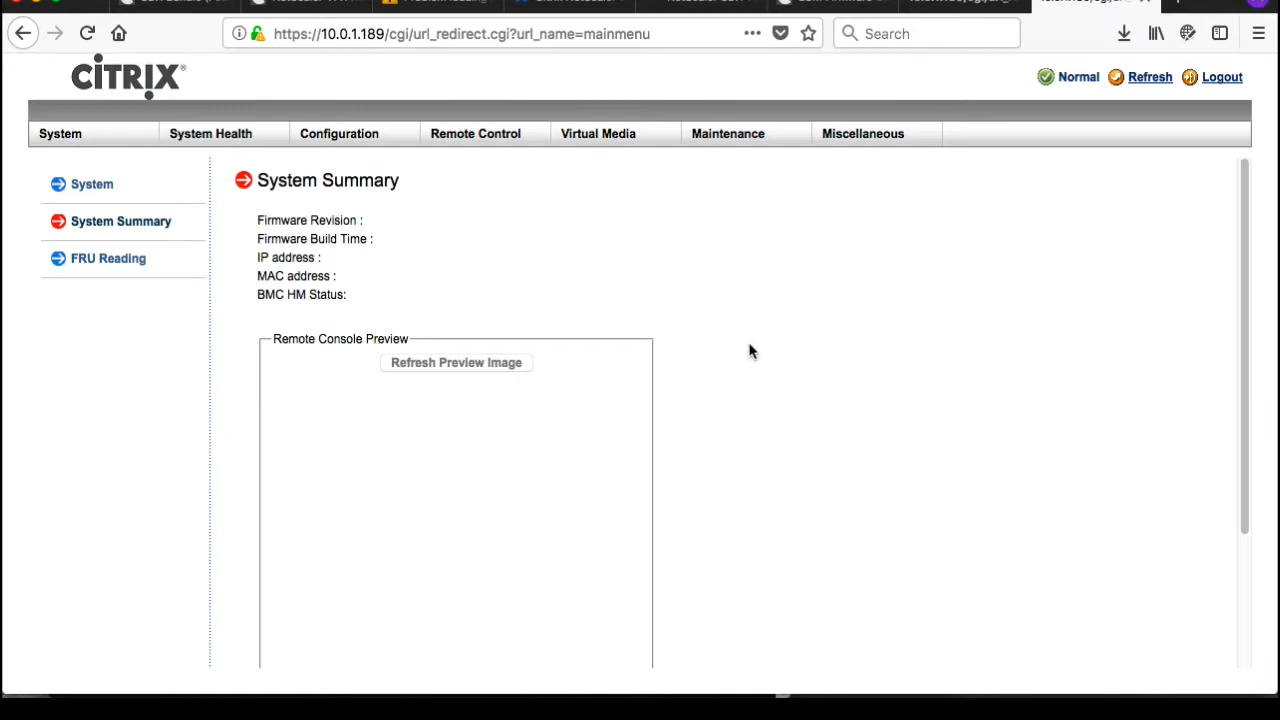 https://10.0.1.189/cgi/url_redirect.cgi?url_name=mainmenu
Search
CİTRIX®
Normal
Refresh
Logout
System
System Health
Configuration
Remote Control
Virtual Media
Maintenance
Miscellaneous
System
System Summary
FRU Reading
System Summary
Firmware Revision :
Firmware Build Time :
IP address :
MAC address :
BMC HM Status:
Remote Console Preview
Refresh Preview Image